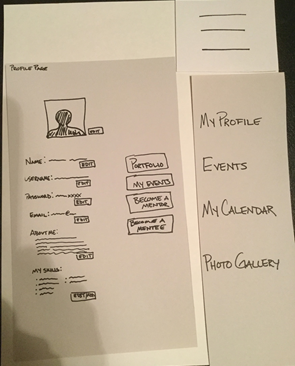 Profile Page
Edit
Name:
Edit
Username:
Edit
Password: xxxx
Edit
Email:
Edit
About me:
Edit
My Skills:
Portfolio
My Events
Become a
Mentor
Become a
Mentee
My Profile
Events
My Calendar
Photo Gallery